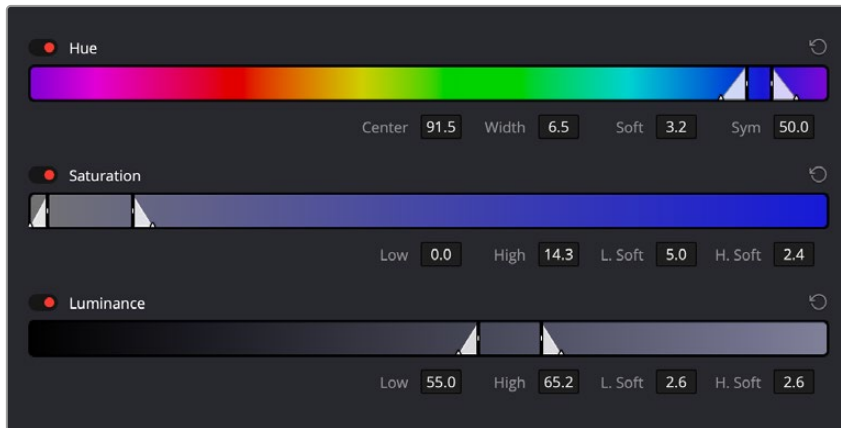 Hue
Center 91.5 Width 6.5 Soft 3.2 Sym 50.0
Saturation
Low 0.0 High 14.3 L. Soft 5.0 H. Soft 2.4
Luminance
Low 55.0 High 65.2 L. Soft 2.6 H. Soft 2.6